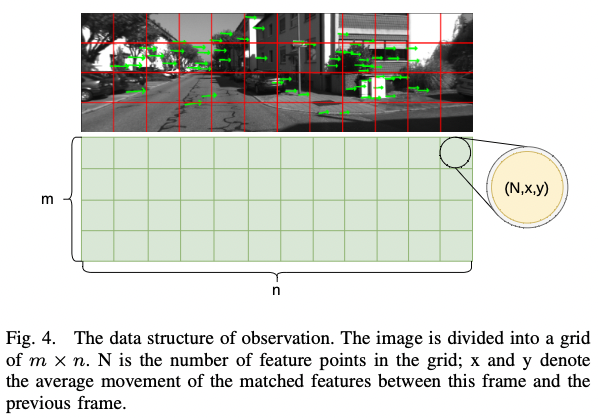 (N,x,y)
m
n
Fig. 4. The data structure of observation. The image is divided into a grid
of m × n. N is the number of feature points in the grid; x and y denote
the average movement of the matched features between this frame and the
previous frame.